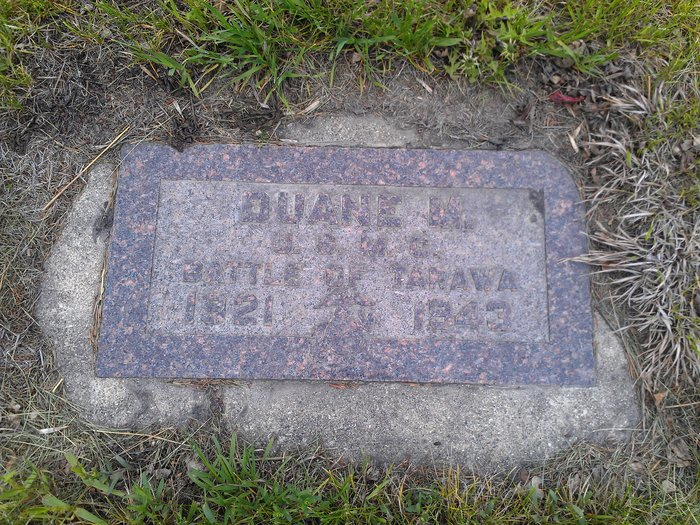 DUANE M.
U. S. M. C.
BATTLE OF TARAWA
1921 1943